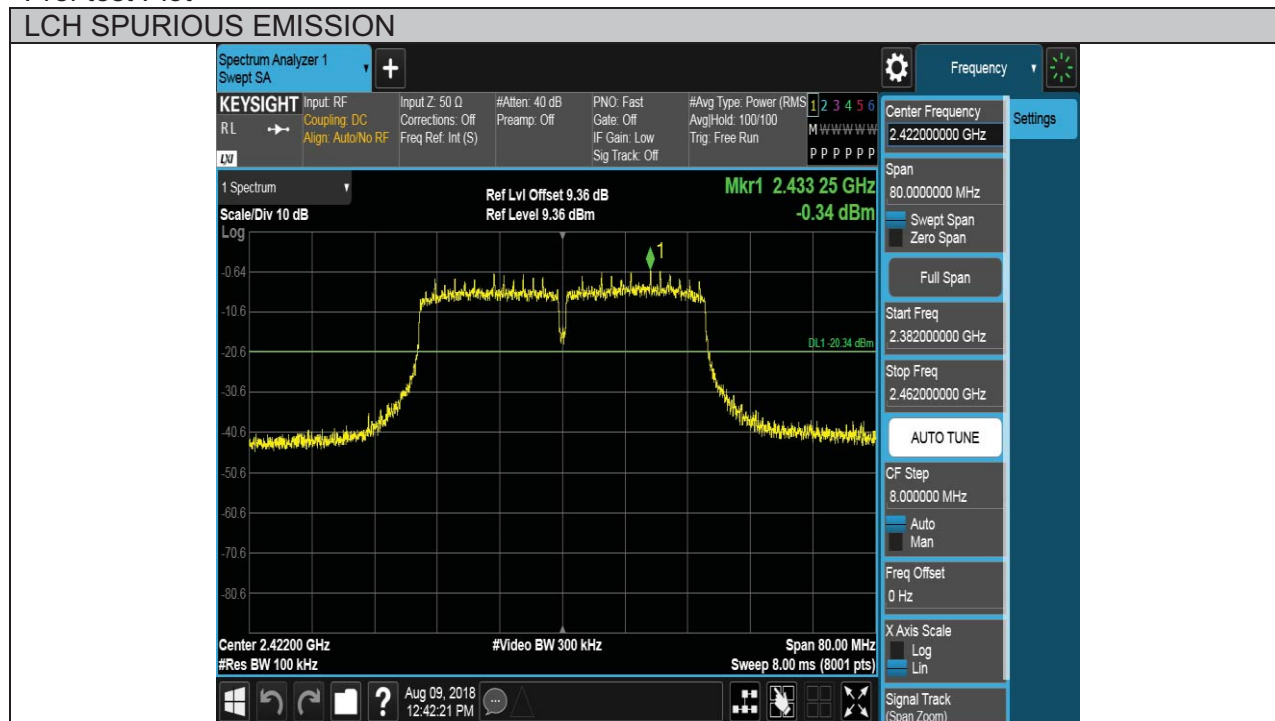 LCH SPURIOUS EMISSION
Spectrum Analyzer 1
Swept SA
+
Frequency
KEYSIGHT
RL
LXI
Input: RF
Coupling: DC
Align: Auto/No RF
Input Z: 50 Ω
Corrections: Off
Freq Ref: Int (S)
#Atten: 40 dB
Preamp: Off
PNO: Fast
Gate: Off
IF Gain: Low
Sig Track: Off
#Avg Type: Power (RMS
Avg|Hold: 100/100
Trig: Free Run
1 2 3 4 5 6
M W W W W W
P P P P P P
Center Frequency
2.422000000 GHz
Settings
1 Spectrum
Scale/Div 10 dB
Log
Ref Lvl Offset 9.36 dB
Ref Level 9.36 dBm
Mkr1 2.433 25 GHz
-0.34 dBm
1
-0.64
-10.6
-20.6
-30.6
-40.6
-50.6
-60.6
-70.6
-80.6
DL1 -20.34 dBm
Center 2.42200 GHz
#Res BW 100 kHz
#Video BW 300 kHz
Span 80.00 MHz
Sweep 8.00 ms (8001 pts)
Span
80.0000000 MHz
Swept Span
Zero Span
Full Span
Start Freq
2.382000000 GHz
Stop Freq
2.462000000 GHz
AUTO TUNE
CF Step
8.000000 MHz
Auto
Man
Freq Offset
0 Hz
X Axis Scale
Log
Lin
Signal Track
(Span Zoom)
?
Aug 09, 2018
12:42:21 PM